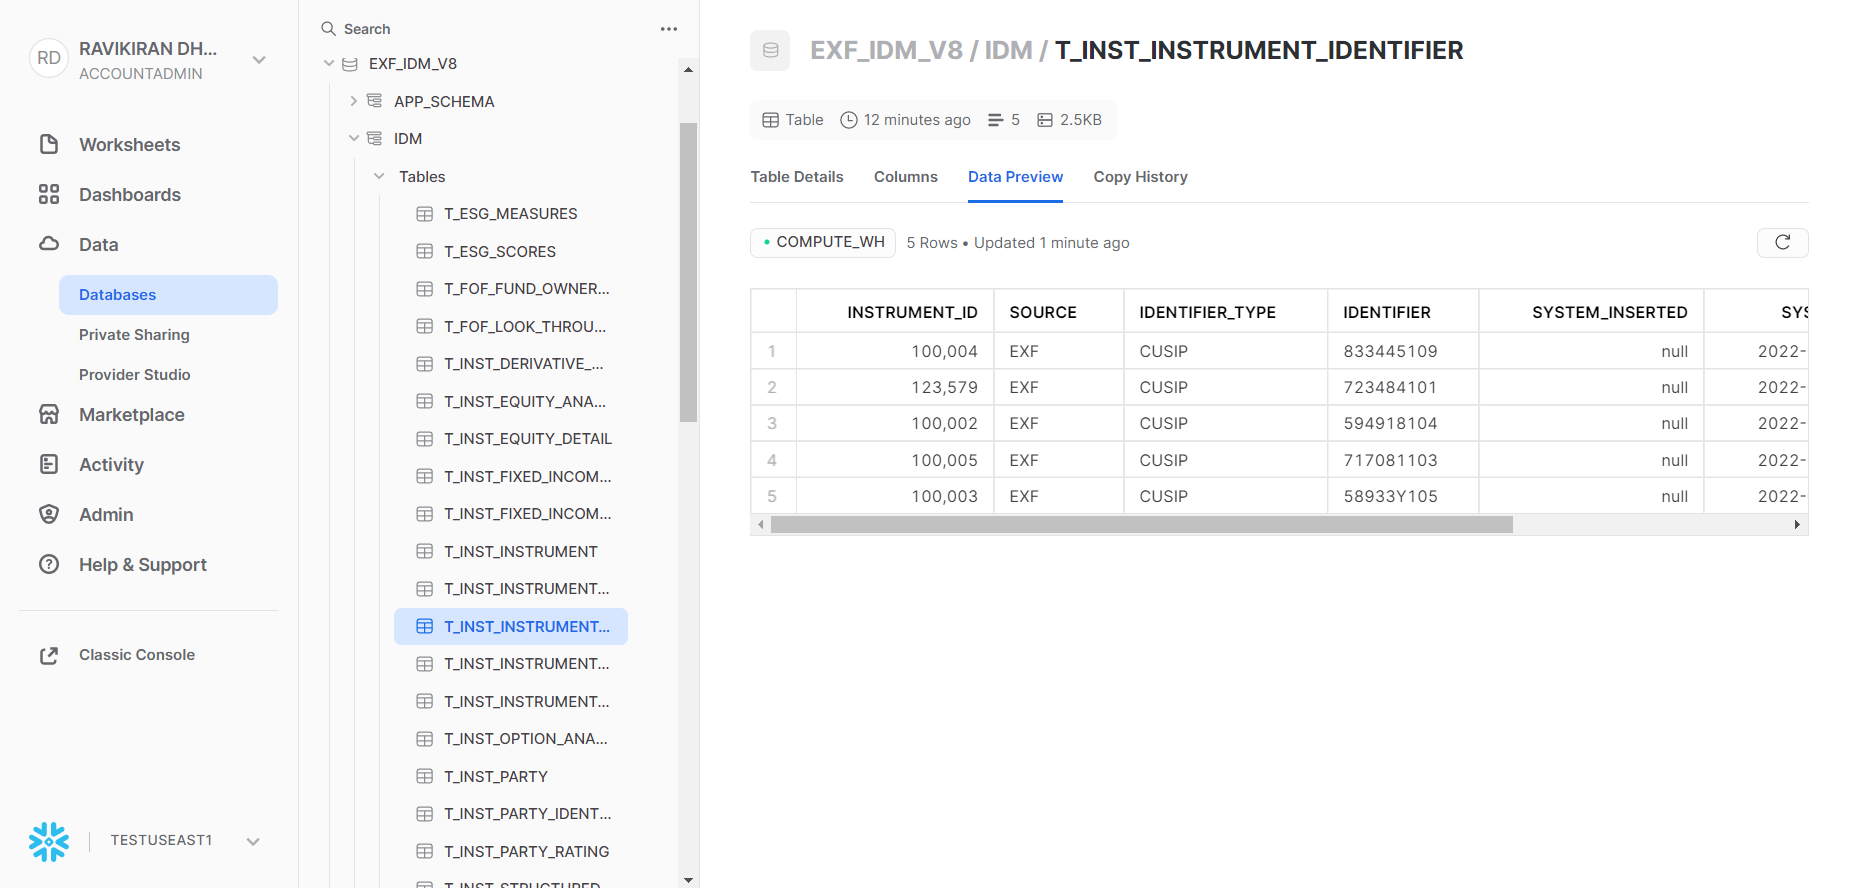 RD
RAVIKIRAN DH...
ACCOUNTADMIN
Worksheets
Dashboards
Data
Databases
Private Sharing
Provider Studio
Marketplace
Activity
Admin
Help & Support
Classic Console
TESTUSEAST1
Search
EXF_IDM_V8
APP_SCHEMA
IDM
Tables
T_ESG_MEASURES
T_ESG_SCORES
T_FOF_FUND_OWNER...
T_FOF_LOOK_THROU...
T_INST_DERIVATIVE_...
T_INST_EQUITY_ANA...
T_INST_EQUITY_DETAIL
T_INST_FIXED_INCOM...
T_INST_FIXED_INCOM...
T_INST_INSTRUMENT
T_INST_INSTRUMENT...
T_INST_INSTRUMENT...
T_INST_INSTRUMENT...
T_INST_INSTRUMENT...
T_INST_OPTION_ANA...
T_INST_PARTY
T_INST_PARTY_IDENT...
T_INST_PARTY_RATING
T_INST_STRUCTURED
EXF_IDM_V8 / IDM / T_INST_INSTRUMENT_IDENTIFIER
Table 12 minutes ago 5 2.5KB
Table Details Columns Data Preview Copy History
COMPUTE_WH 5 Rows • Updated 1 minute ago
INSTRUMENT_ID SOURCE IDENTIFIER_TYPE IDENTIFIER SYSTEM_INSERTED SYS
1 100,004 EXF CUSIP 833445109 null 2022-
2 123,579 EXF CUSIP 723484101 null 2022-
3 100,002 EXF CUSIP 594918104 null 2022-
4 100,005 EXF CUSIP 717081103 null 2022-
5 100,003 EXF CUSIP 58933Y105 null 2022-